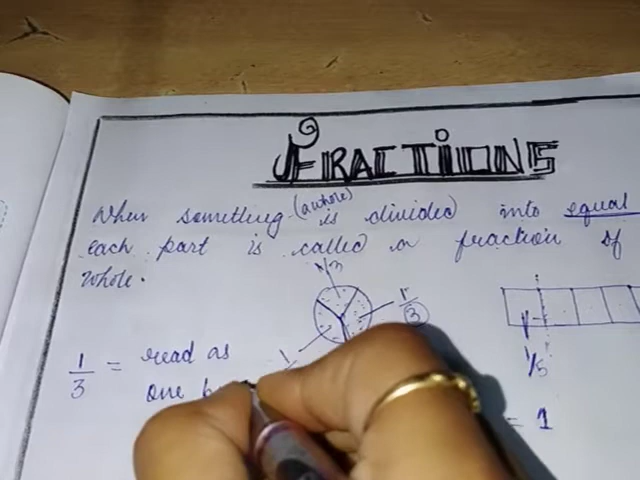 FRACTIONS
When something (a whole) is divided into equal
each part is called a fraction of
whole.
1/3
1/3
1/3 = read as
one
1/5
= 1